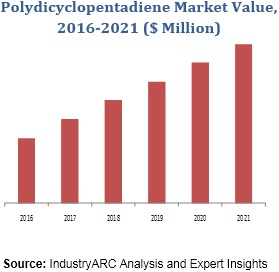 Polydicyclopentadiene Market Value,
2016-2021 ($ Million)
2016 2017 2018 2019 2020 2021
Source: IndustryARC Analysis and Expert Insights